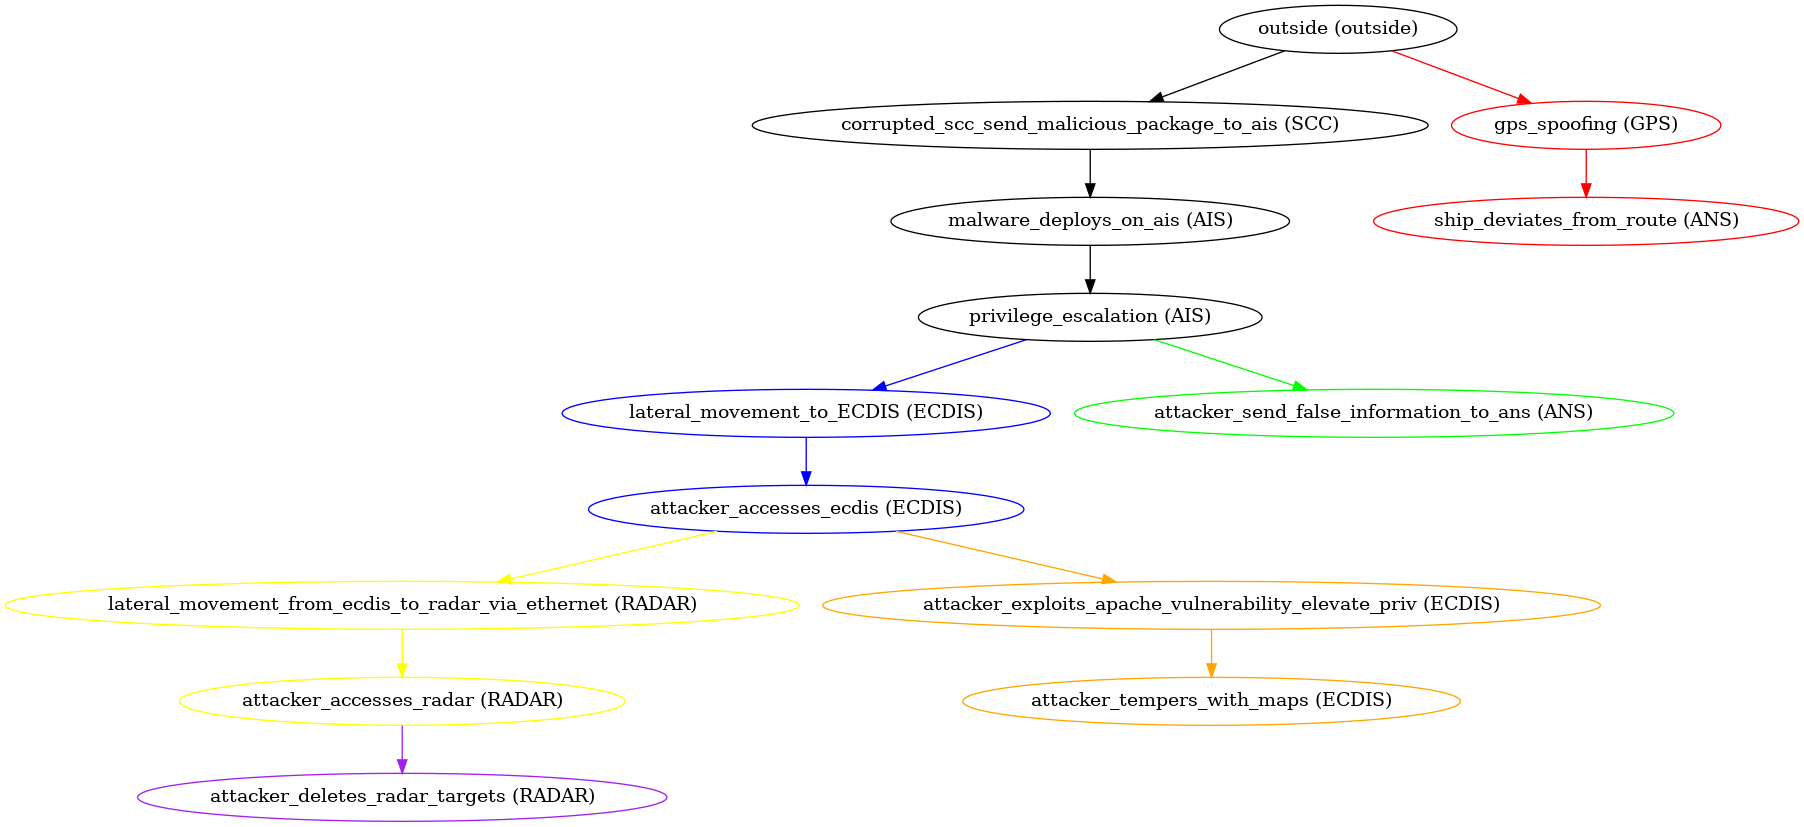 outside (outside)
corrupted_scc_send_malicious_package_to_ais (SCC)
gps_spoofing (GPS)
malware_deploys_on_ais (AIS)
ship_deviates_from_route (ANS)
privilege_escalation (AIS)
lateral_movement_to_ECDIS (ECDIS)
attacker_send_false_information_to_ans (ANS)
attacker_accesses_ecdis (ECDIS)
lateral_movement_from_ecdis_to_radar_via_ethernet (RADAR)
attacker_exploits_apache_vulnerability_elevate_priv (ECDIS)
attacker_accesses_radar (RADAR)
attacker_tempers_with_maps (ECDIS)
attacker_deletes_radar_targets (RADAR)